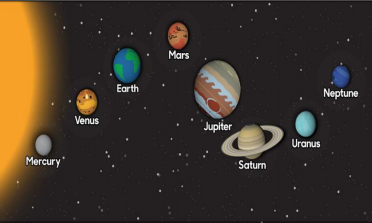 Mercury
Venus
Earth
Mars
Jupiter
Saturn
Uranus
Neptune